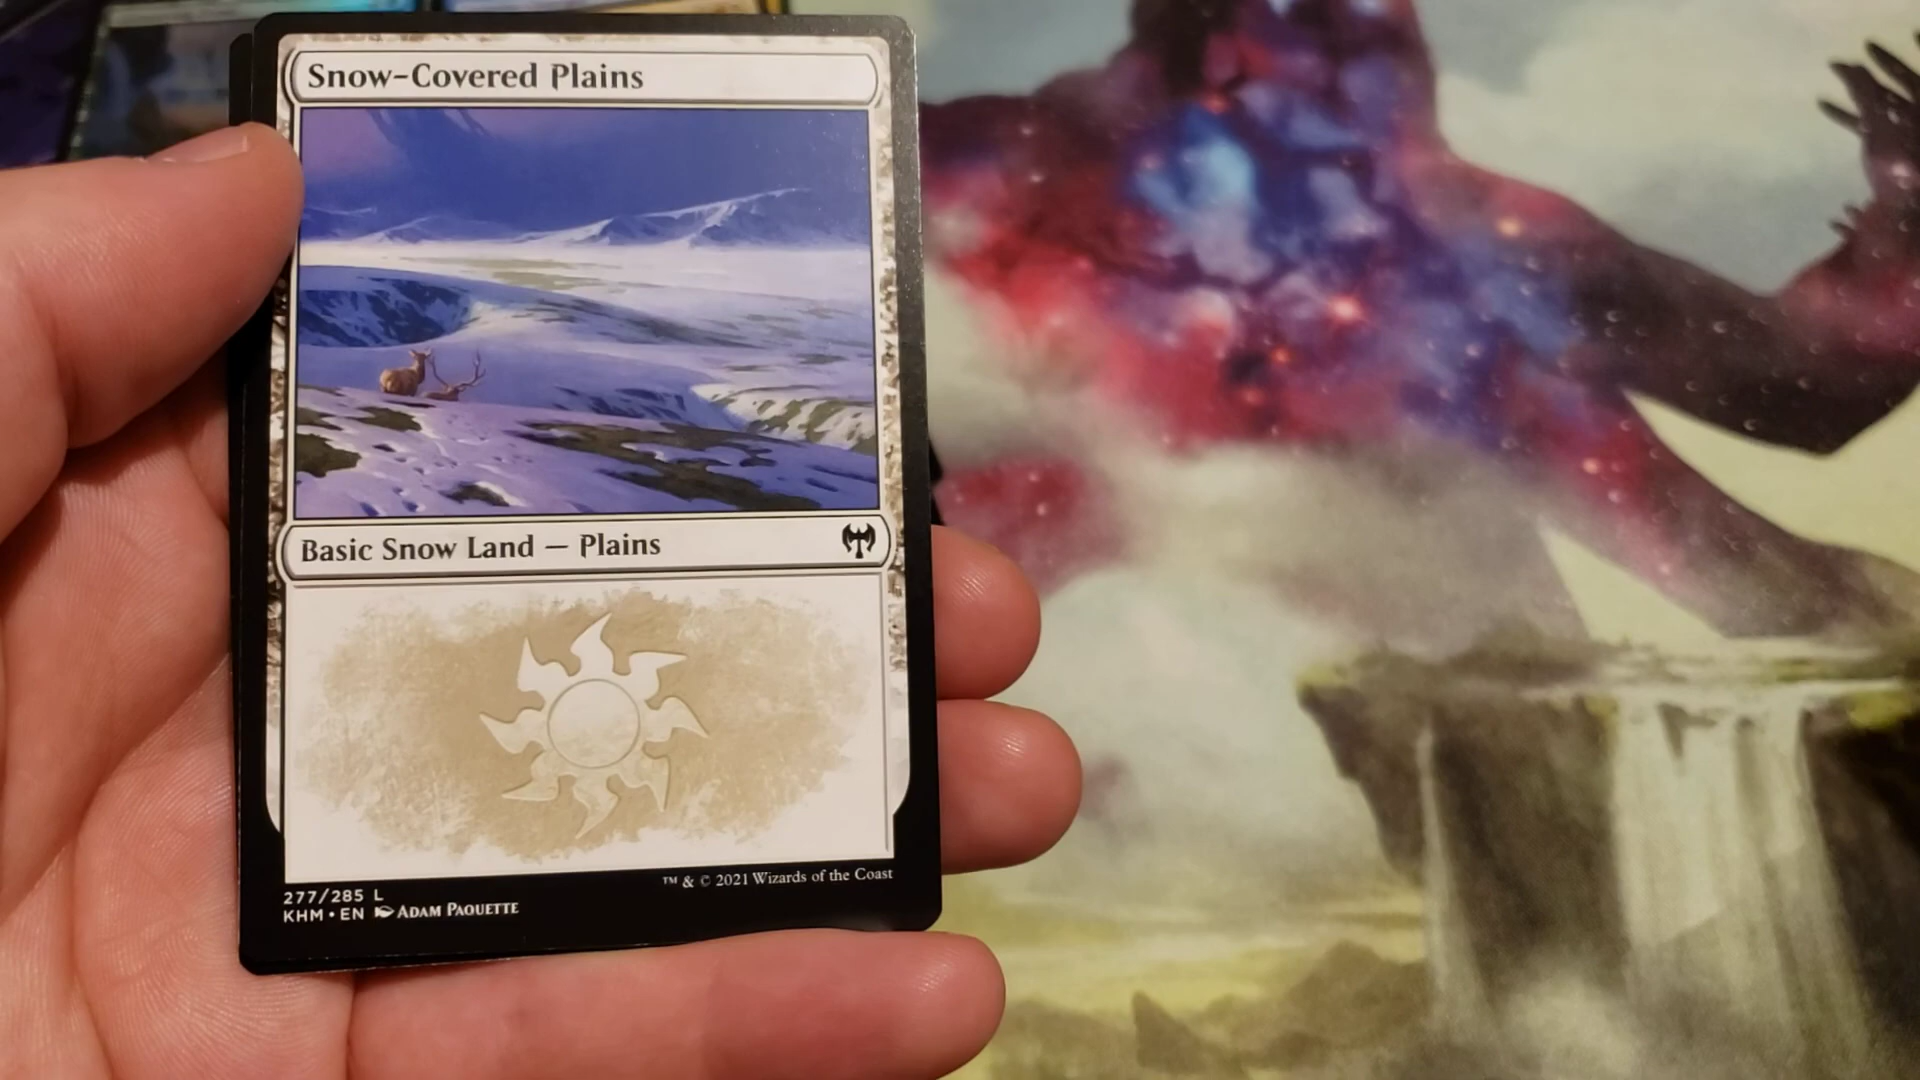 Snow-Covered Plains
Basic Snow Land — Plains
277/285 L
™ & © 2021 Wizards of the Coast
KHM • EN ADAM PAQUETTE